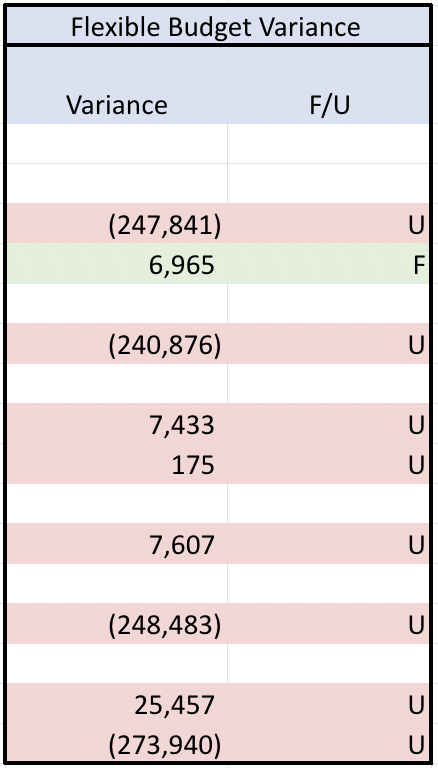 Flexible Budget Variance
Variance F/U
(247,841) U
6,965 F
(240,876) U
7,433 U
175 U
7,607 U
(248,483) U
25,457 U
(273,940) U